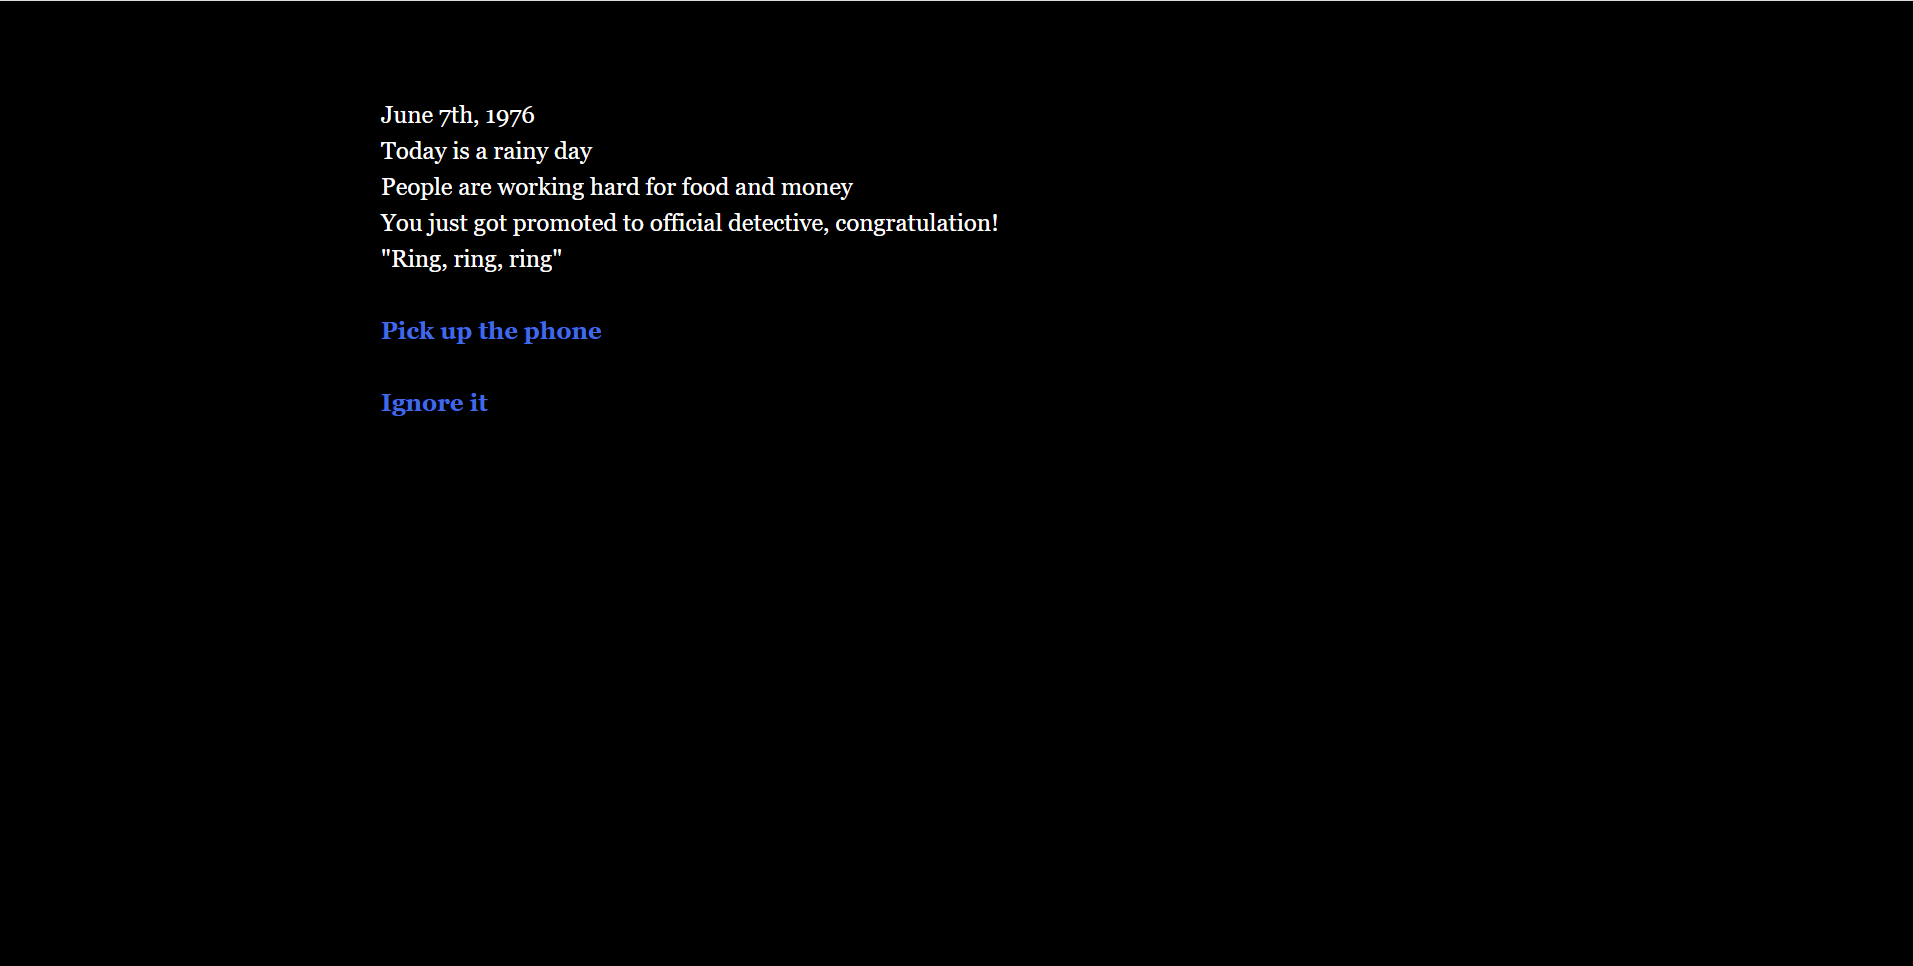 June 7th, 1976
Today is a rainy day
People are working hard for food and money
You just got promoted to official detective, congratulation!
"Ring, ring, ring"
Pick up the phone
Ignore it